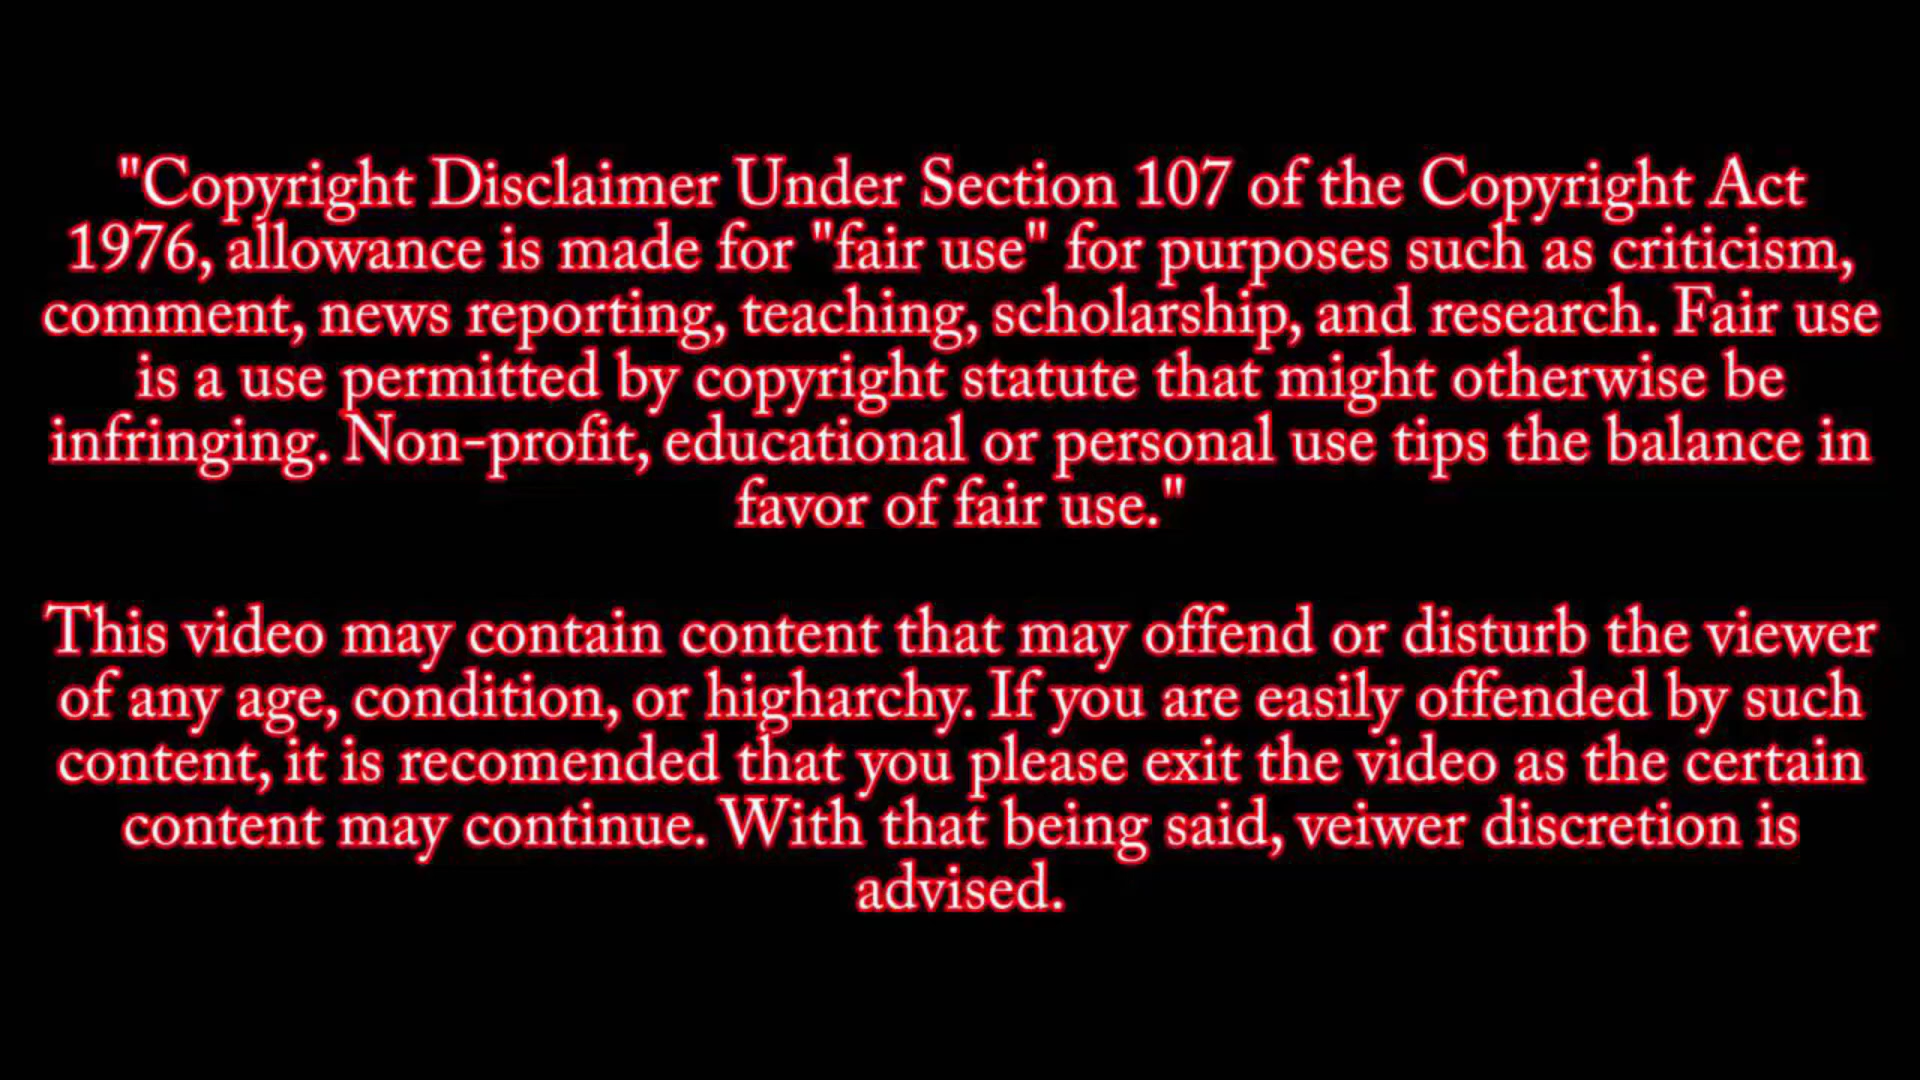 "Copyright Disclaimer Under Section 107 of the Copyright Act
1976, allowance is made for "fair use" for purposes such as criticism,
comment, news reporting, teaching, scholarship, and research. Fair use
is a use permitted by copyright statute that might otherwise be
infringing. Non-profit, educational or personal use tips the balance in
favor of fair use."
This video may contain content that may offend or disturb the viewer
of any age, condition, or higharchy. If you are easily offended by such
content, it is recomended that you please exit the video as the certain
content may continue. With that being said, veiwer discretion is
advised.